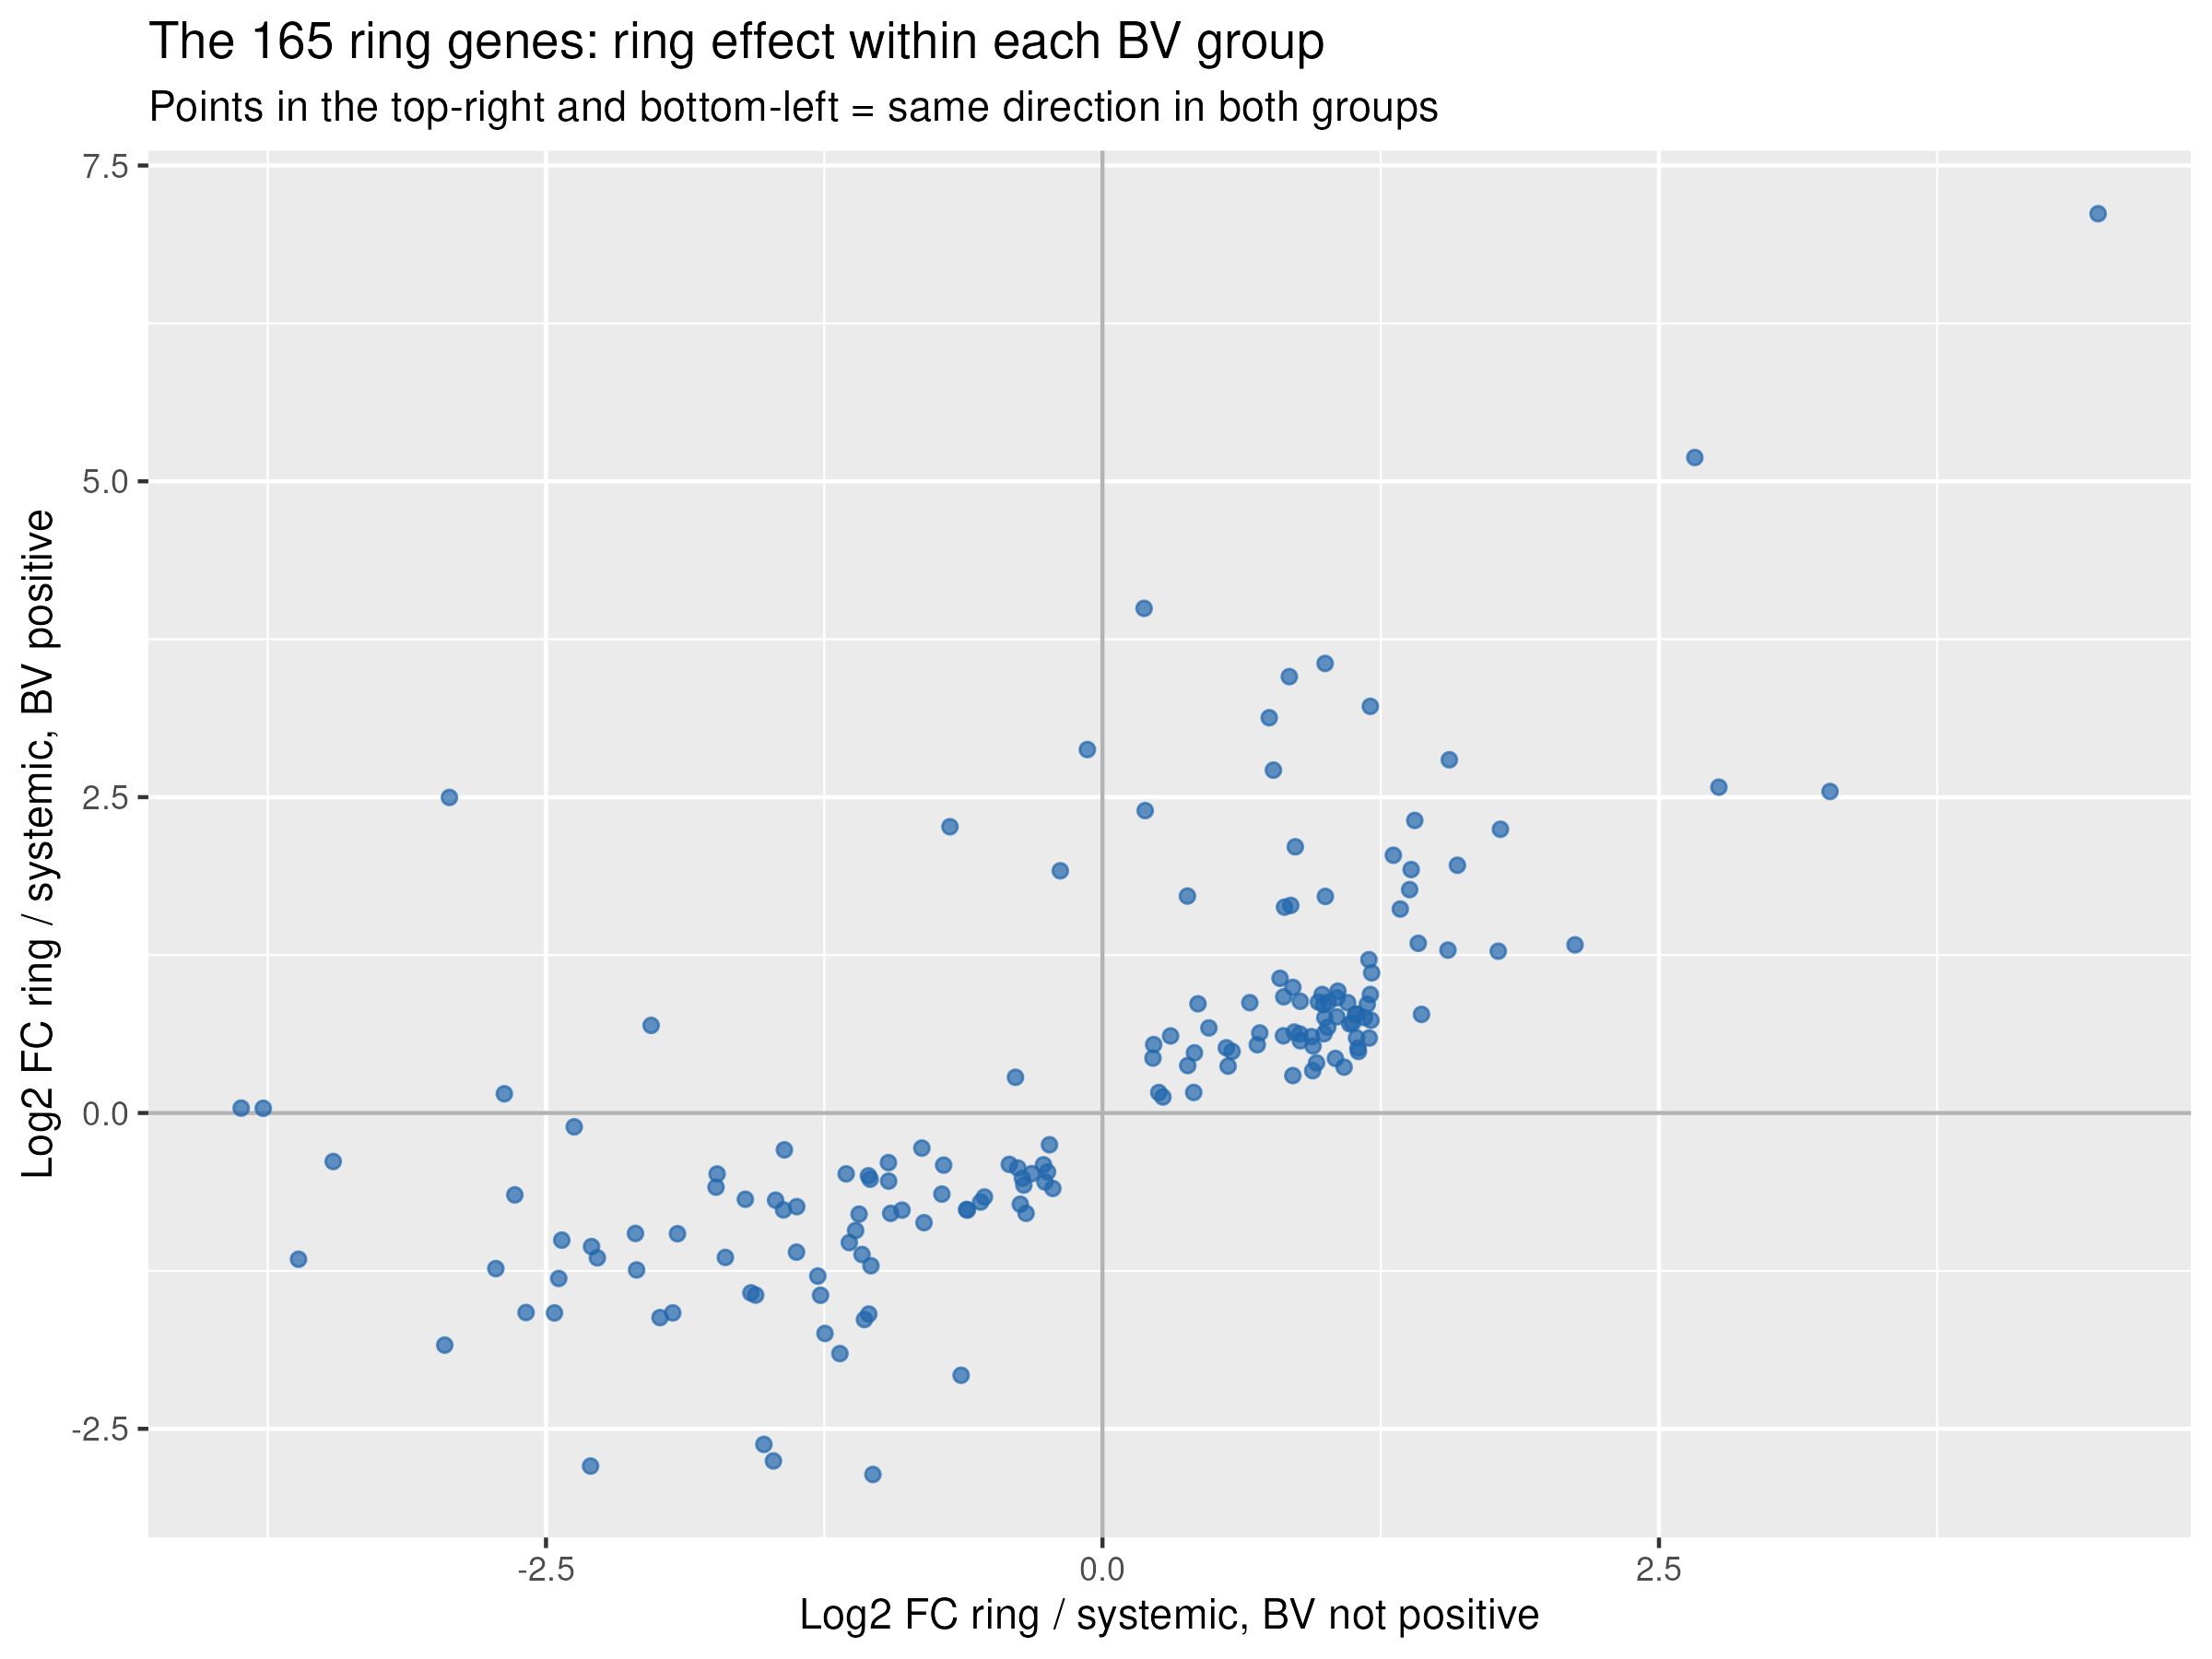 The 165 ring genes: ring effect within each BV group
Points in the top-right and bottom-left = same direction in both groups
7.5
5.0
2.5
0.0
-2.5
Log2 FC ring / systemic, BV positive
-2.5
0.0
2.5
Log2 FC ring / systemic, BV not positive